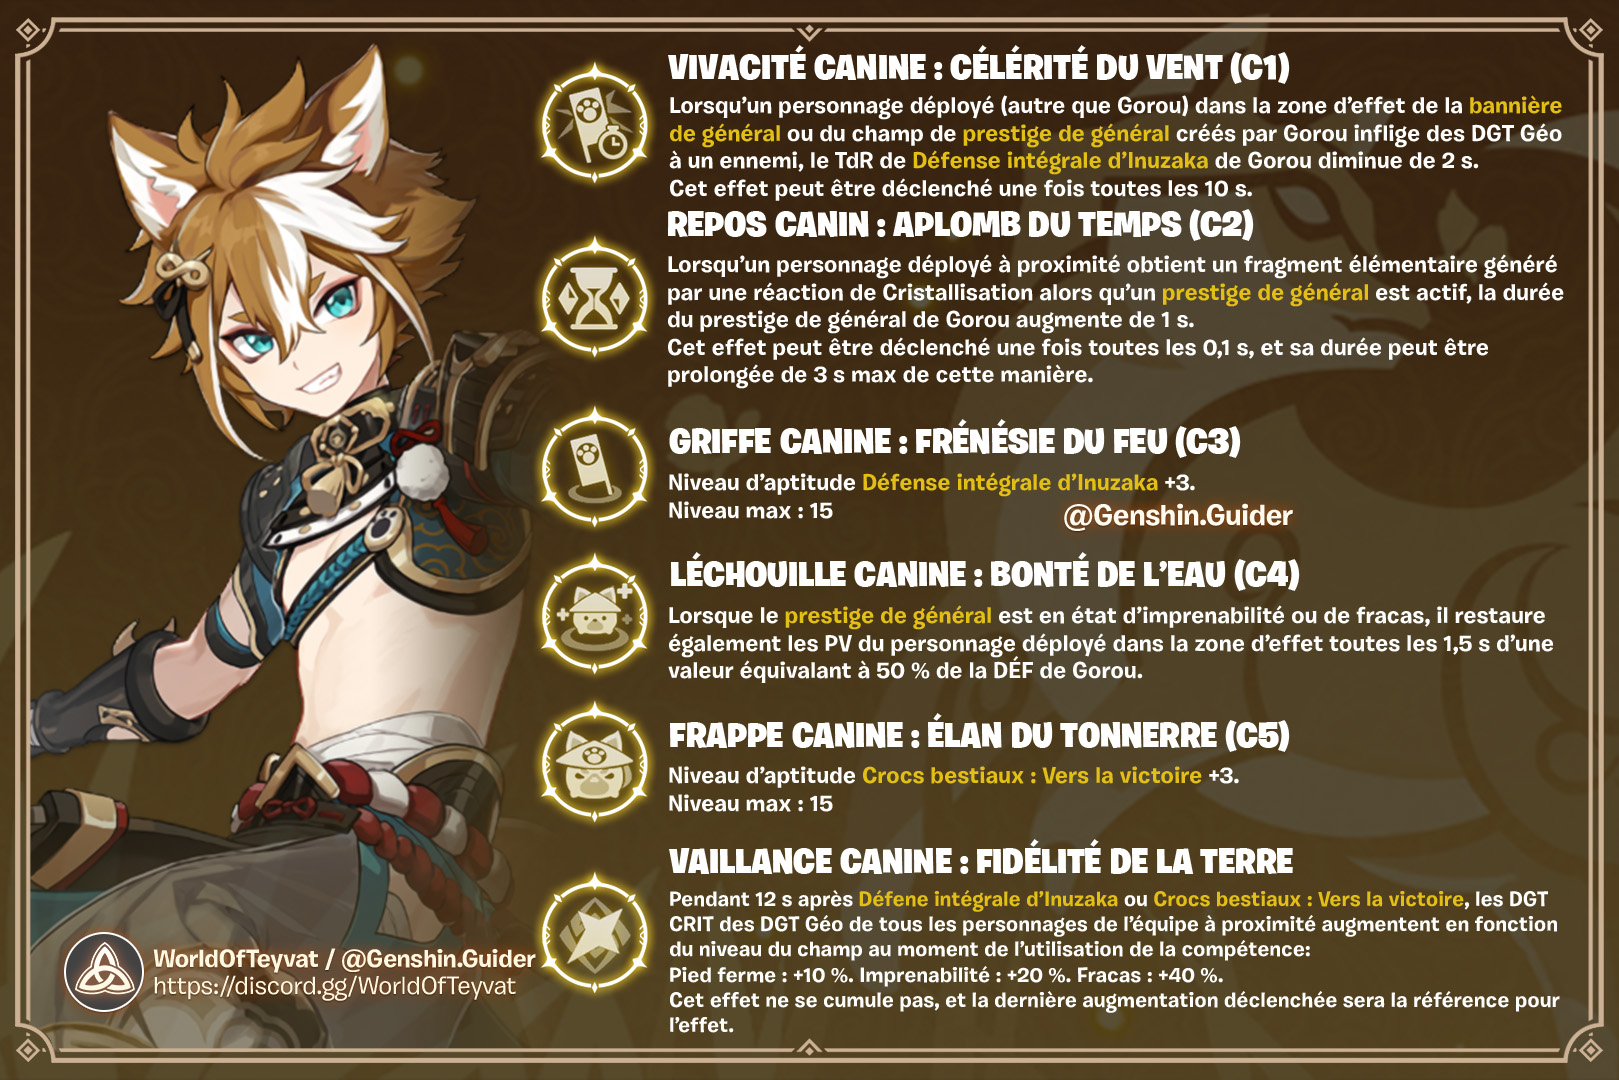 VIVACITÉ CANINE : CÉLÉRITÉ DU VENT (C1)
Lorsqu'un personnage déployé (autre que Gorou) dans la zone d'effet de la bannière
de général ou du champ de prestige de général créés par Gorou inflige des DGT Géo
à un ennemi, le TdR de Défense intégrale d'Inuzaka de Gorou diminue de 2 s.
Cet effet peut être déclenché une fois toutes les 10 s.
REPOS CANIN : APLOMB DU TEMPS (C2)
Lorsqu'un personnage déployé à proximité obtient un fragment élémentaire généré
par une réaction de Cristallisation alors qu'un prestige de général est actif, la durée
du prestige de général de Gorou augmente de 1 s.
Cet effet peut être déclenché une fois toutes les 0,1 s, et sa durée peut être
prolongée de 3 s max de cette manière.
GRIFFE CANINE : FRÉNÉSIE DU FEU (C3)
Niveau d'aptitude Défense intégrale d'Inuzaka +3.
Niveau max : 15
@Genshin.Guider
LÉCHOUILLE CANINE : BONTÉ DE L'EAU (C4)
Lorsque le prestige de général est en état d'imprenabilité ou de fracas, il restaure
également les PV du personnage déployé dans la zone d'effet toutes les 1,5 s d'une
valeur équivalant à 50 % de la DÉF de Gorou.
FRAPPE CANINE : ÉLAN DU TONNERRE (C5)
Niveau d'aptitude Crocs bestiaux : Vers la victoire +3.
Niveau max : 15
VAILLANCE CANINE : FIDÉLITÉ DE LA TERRE
Pendant 12 s après Défene intégrale d'Inuzaka ou Crocs bestiaux : Vers la victoire, les DGT
CRIT des DGT Géo de tous les personnages de l'équipe à proximité augmentent en fonction
du niveau du champ au moment de l'utilisation de la compétence:
Pied ferme : +10 %. Imprenabilité : +20 %. Fracas : +40 %.
Cet effet ne se cumule pas, et la dernière augmentation déclenchée sera la référence pour
l'effet.
WorldOfTeyvat / @Genshin.Guider
https://discord.gg/WorldOfTeyvat